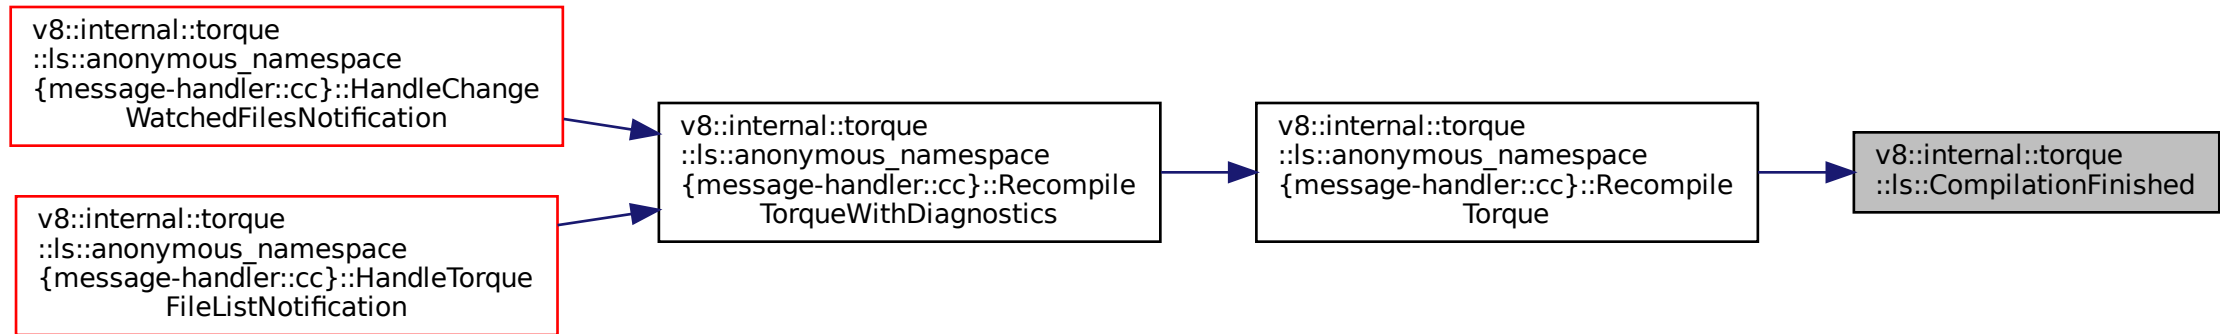 v8::internal::torque
::ls::anonymous_namespace
{message-handler::cc}::HandleChange
WatchedFilesNotification
v8::internal::torque
::ls::anonymous_namespace
{message-handler::cc}::HandleTorque
FileListNotification
v8::internal::torque
::ls::anonymous_namespace
{message-handler::cc}::Recompile
TorqueWithDiagnostics
v8::internal::torque
::ls::anonymous_namespace
{message-handler::cc}::Recompile
Torque
v8::internal::torque
::ls::CompilationFinished